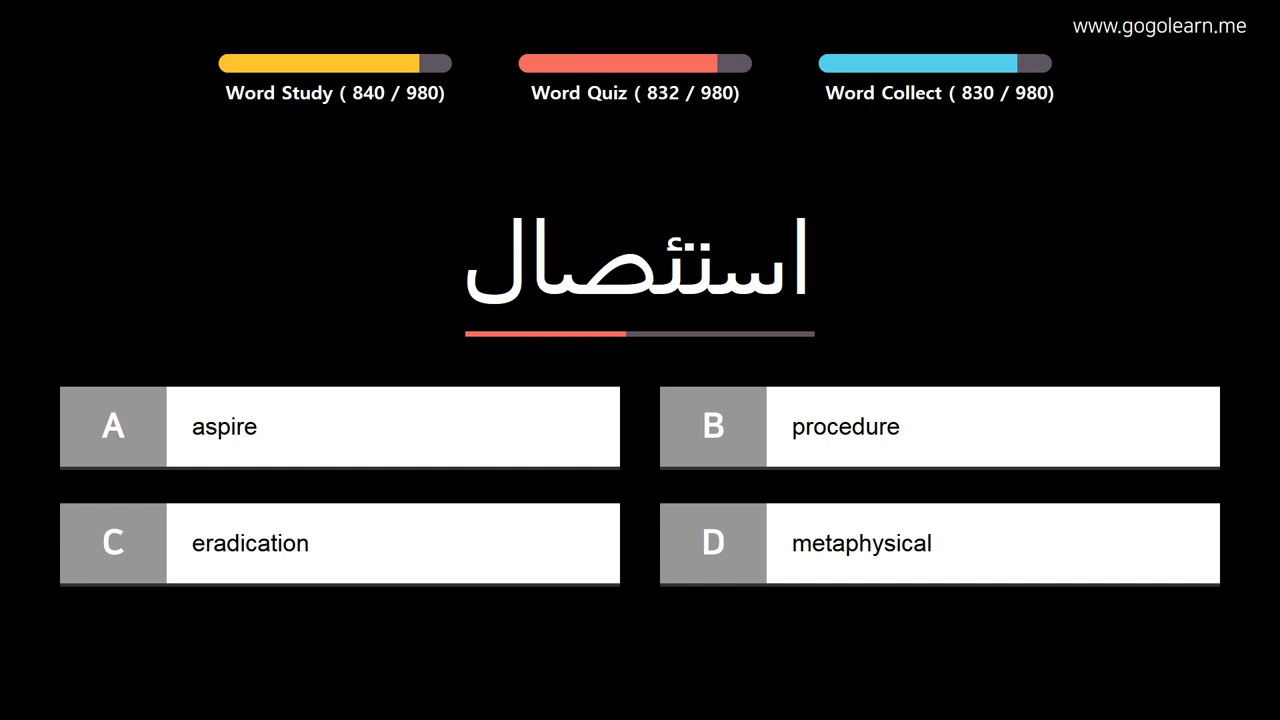 www.gogolearn.me
Word Study ( 840 / 980)
Word Quiz ( 832 / 980)
Word Collect ( 830 / 980)
استئصال
A aspire
B procedure
C eradication
D metaphysical